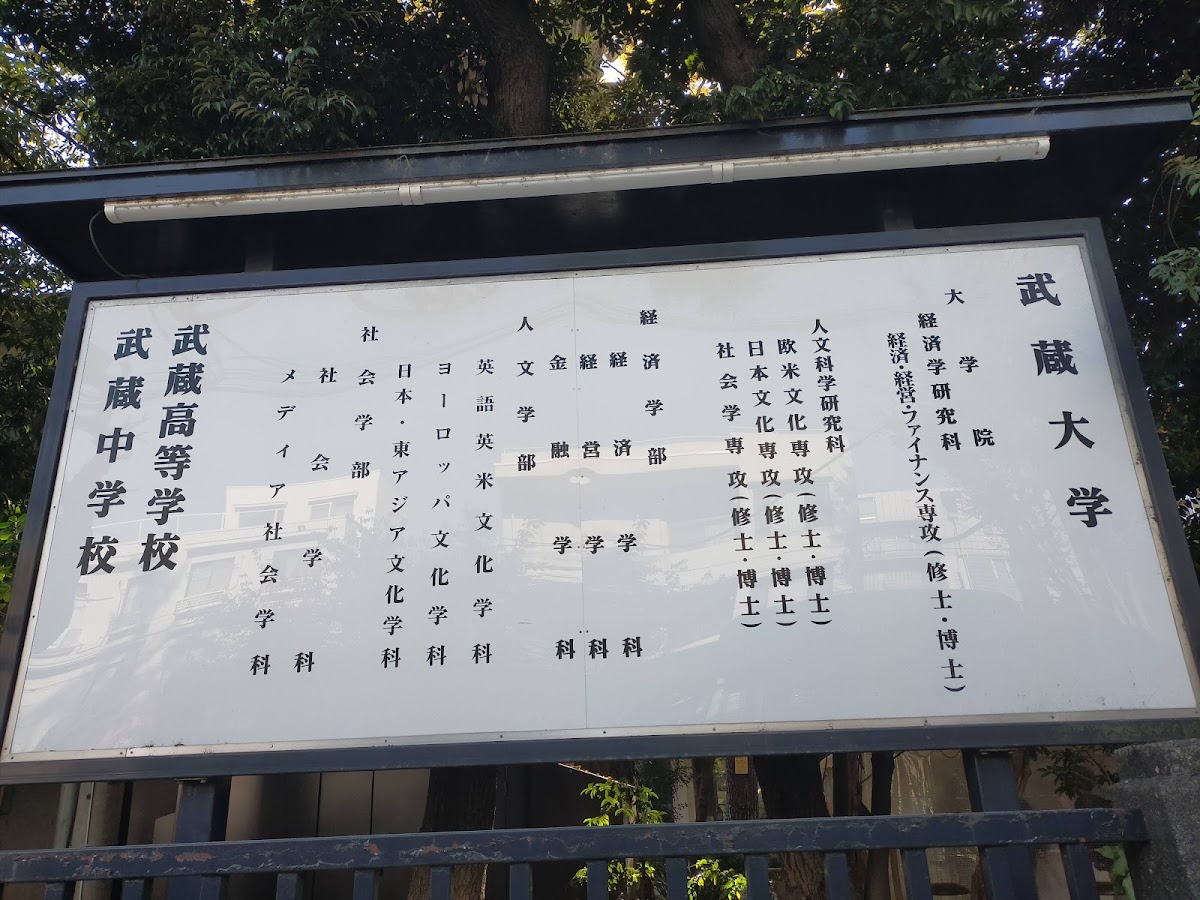 武蔵大学
大学院
経済学研究科
経済・経営・ファイナンス専攻(修士・博士)
人文科学研究科
欧米文化専攻(修士・博士)
日本文化専攻(修士・博士)
社会学専攻(修士・博士)
経済学部
経済学科
経営学科
金融学科
人文学部
英語英米文化学科
ヨーロッパ文化学科
日本・東アジア文化学科
社会学部
社会学科
メディア社会学科
武蔵高等学校
武蔵中学校